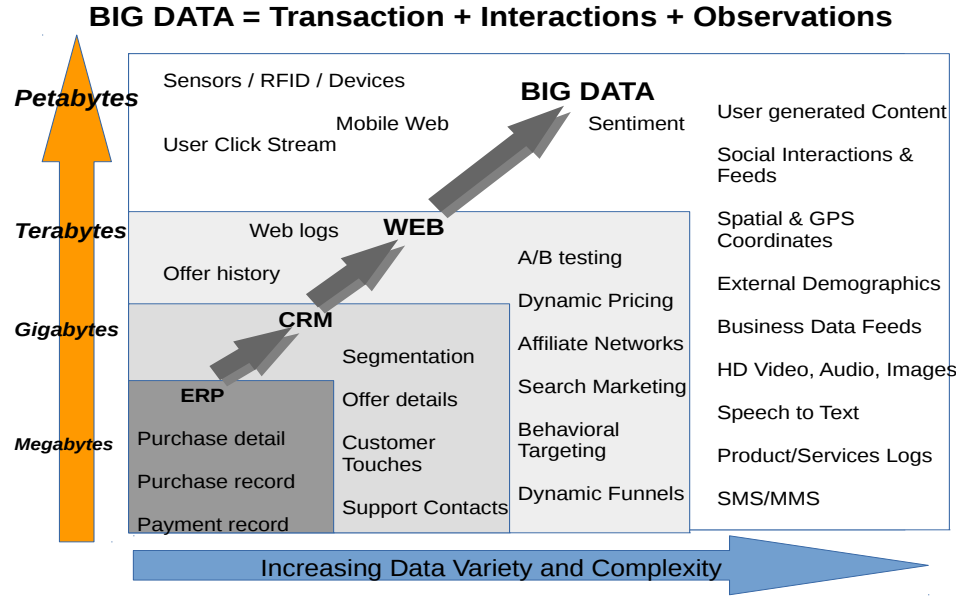 BIG DATA = Transaction + Interactions + Observations
Petabytes
Sensors / RFID / Devices
BIG DATA
Mobile Web
Sentiment
User Click Stream
User generated Content
Social Interactions &
Feeds
Spatial & GPS
Coordinates
External Demographics
Business Data Feeds
HD Video, Audio, Images
Speech to Text
Product/Services Logs
SMS/MMS
Terabytes
Web logs
WEB
Offer history
A/B testing
Dynamic Pricing
Affiliate Networks
Search Marketing
Behavioral
Targeting
Dynamic Funnels
Gigabytes
CRM
Segmentation
Offer details
Customer
Touches
Support Contacts
Megabytes
ERP
Purchase detail
Purchase record
Payment record
Increasing Data Variety and Complexity